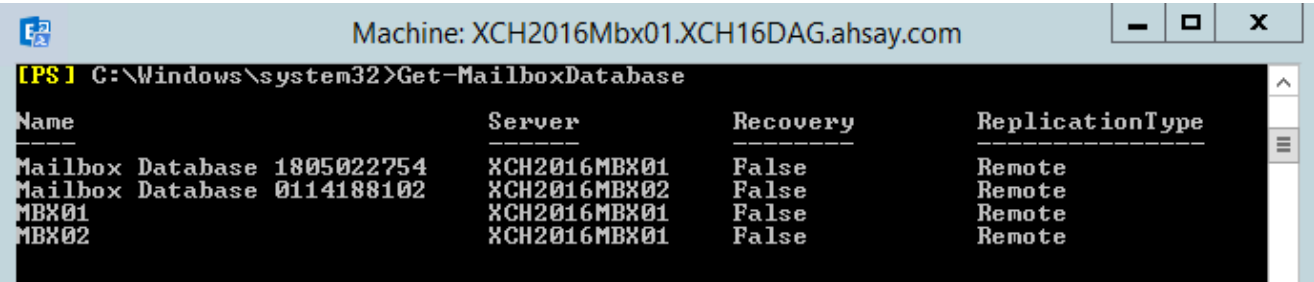 Machine: XCH2016Mbx01.XCH16DAG.ahsay.com
[PS] C:\Windows\system32>Get-MailboxDatabase
Name Server Recovery ReplicationType
---- ------ -------- ---------------
Mailbox Database 1805022754 XCH2016MBX01 False Remote
Mailbox Database 0114188102 XCH2016MBX02 False Remote
MBX01 XCH2016MBX01 False Remote
MBX02 XCH2016MBX01 False Remote